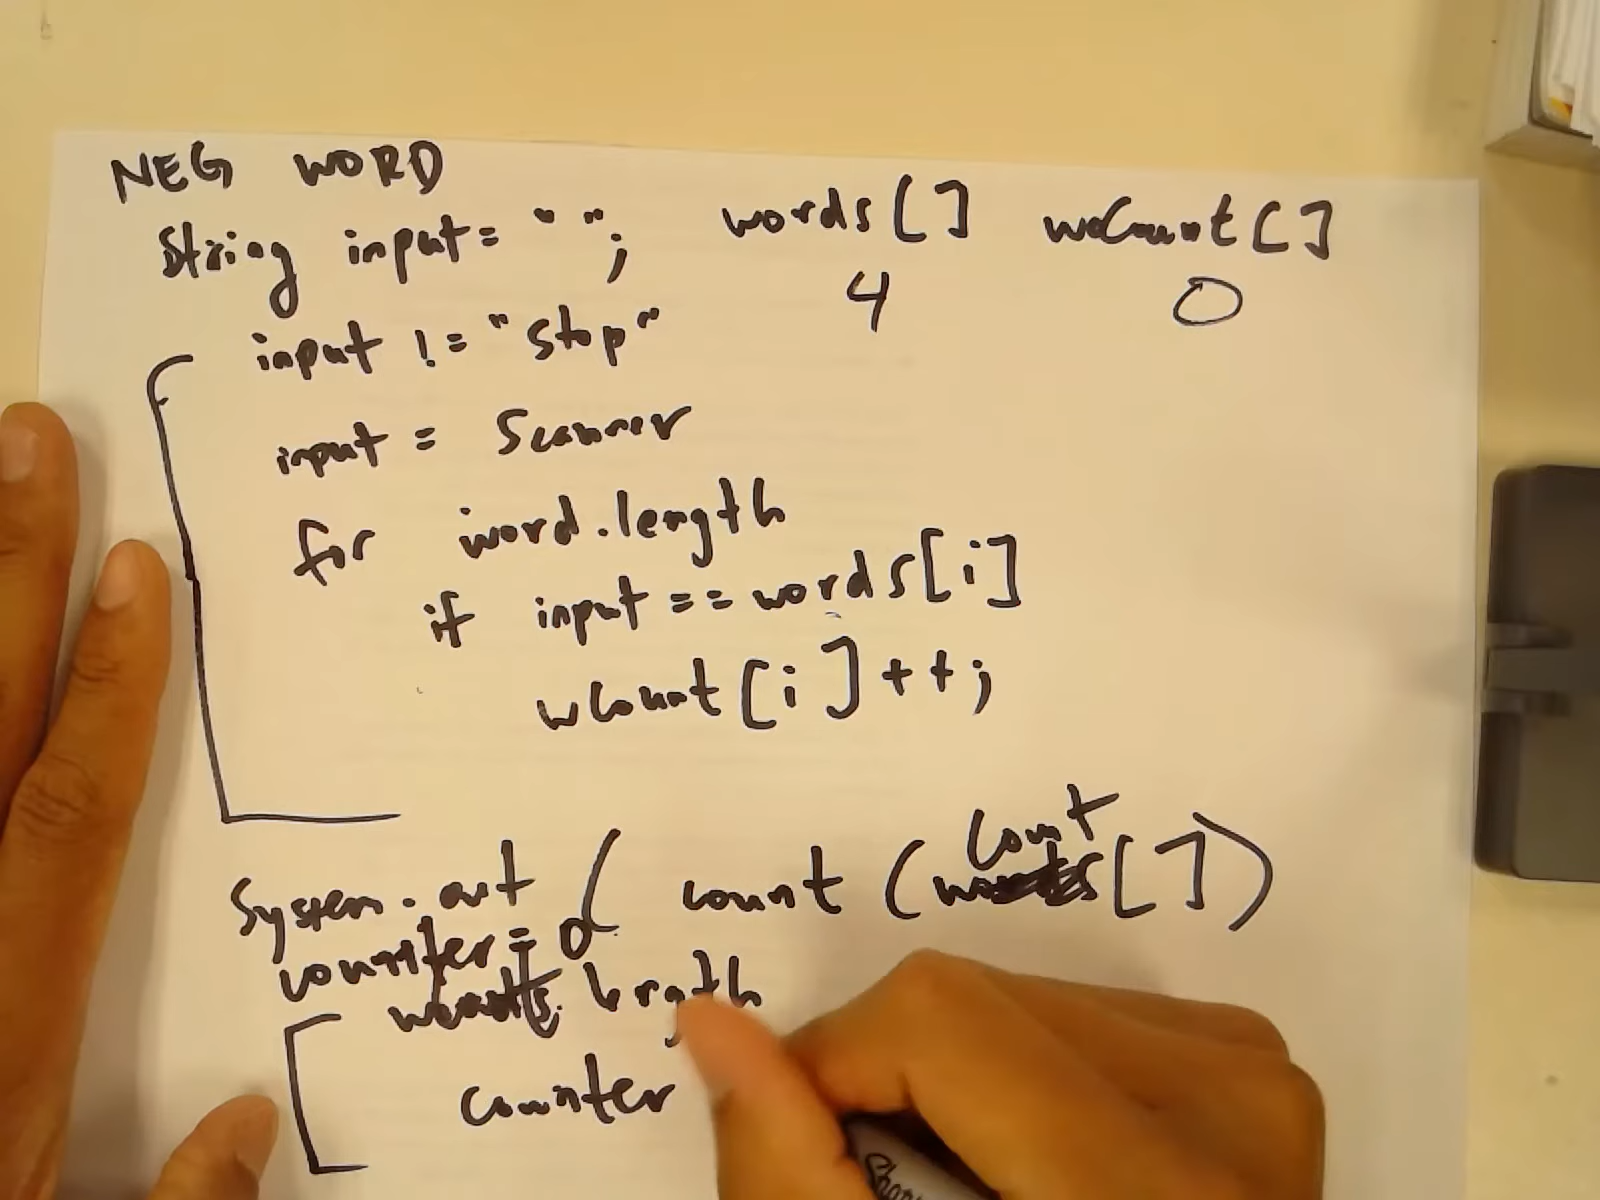 NEG WORD
String input= " "; words [] wCount []
4 0
input != "stop"
input = Scanner
for word.length
if input == words[i]
wCount [i] ++;
System.out ( count ( Count [] )
counter = 0
length
counter
Shar